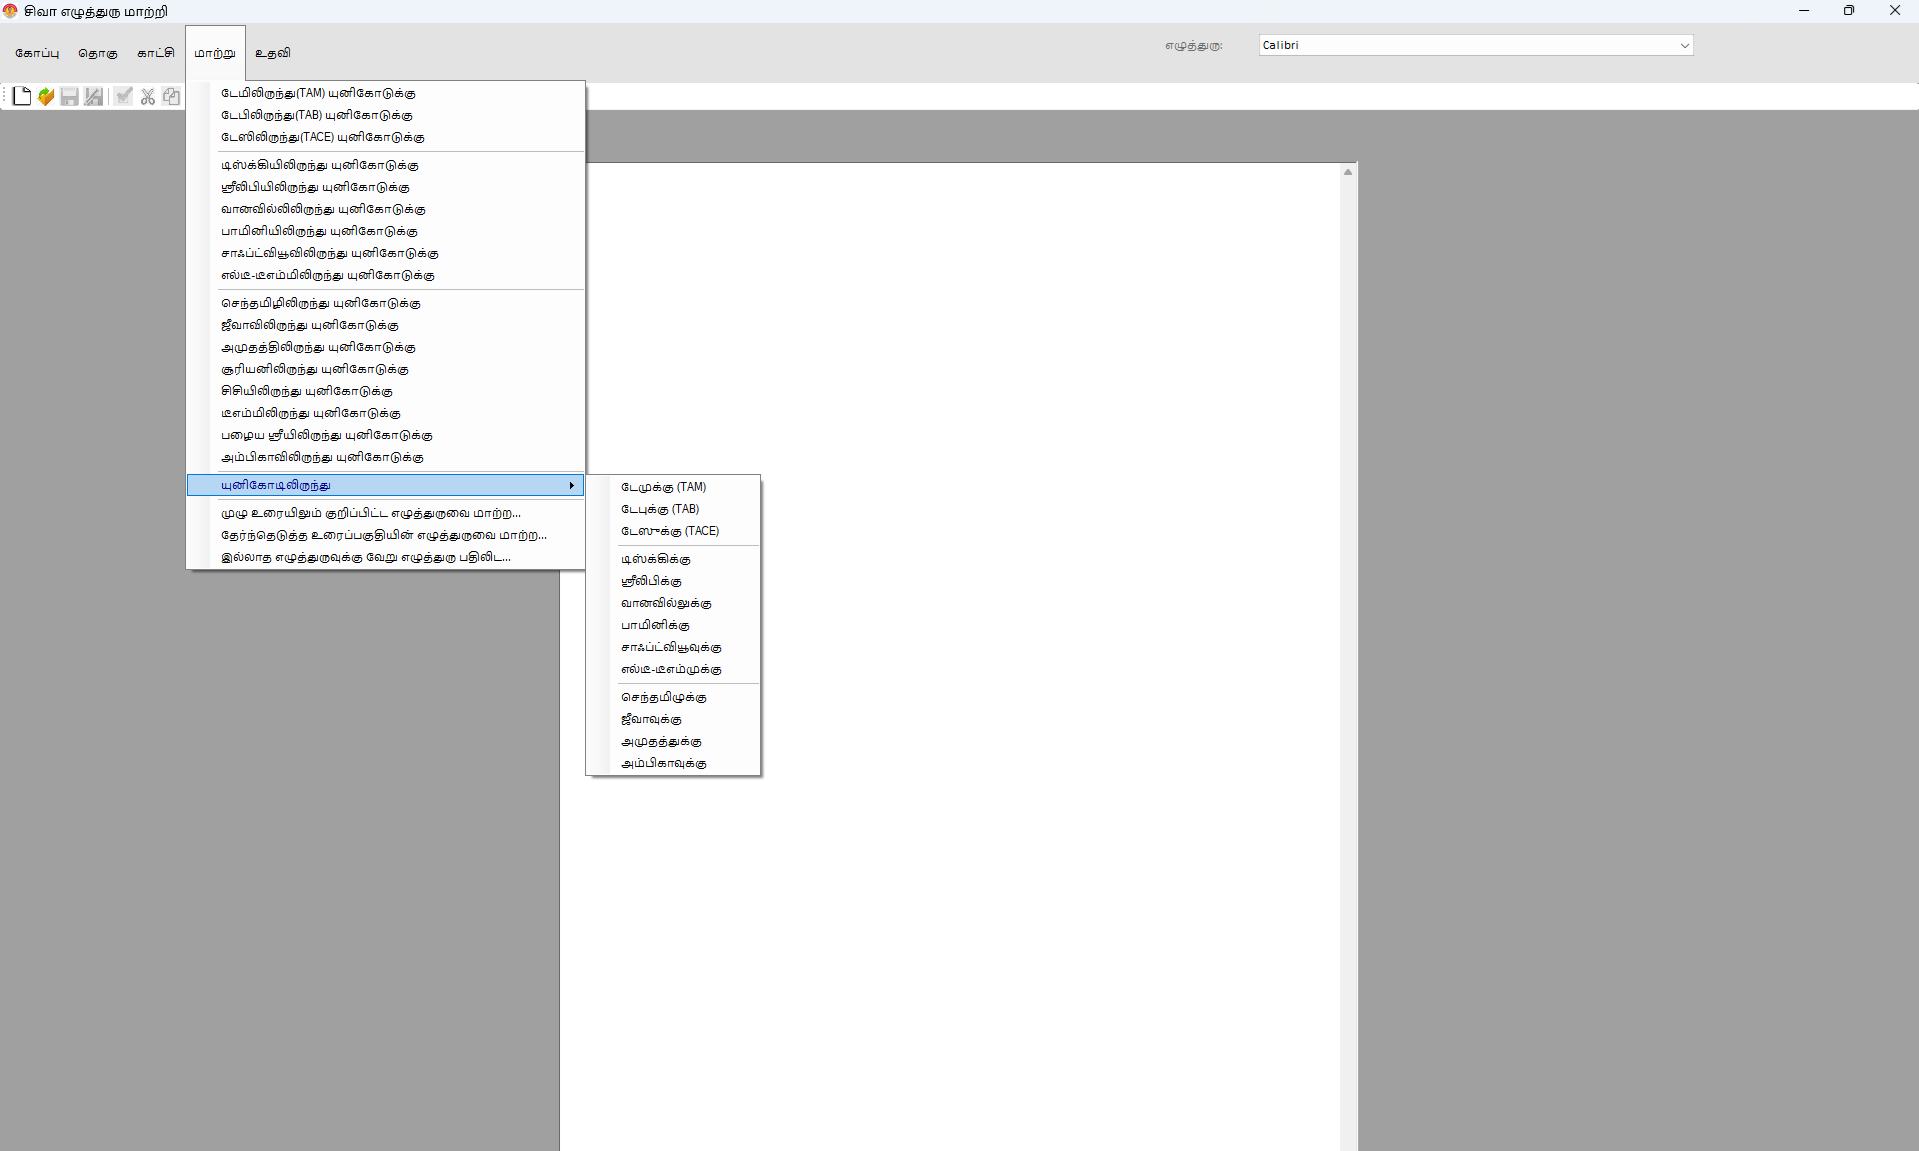 சிவா எழுத்துரு மாற்றி
கோப்பு தொகு காட்சி மாற்று உதவி
எழுத்துரு: Calibri
டேமிலிருந்து(TAM) யுனிகோடுக்கு
டேபிலிருந்து(TAB) யுனிகோடுக்கு
டேஸிலிருந்து(TACE) யுனிகோடுக்கு
டிஸ்க்கியிலிருந்து யுனிகோடுக்கு
ஸ்ரீலிபியிலிருந்து யுனிகோடுக்கு
வானவில்லிலிருந்து யுனிகோடுக்கு
பாமினியிலிருந்து யுனிகோடுக்கு
சாஃப்ட்வியூவிலிருந்து யுனிகோடுக்கு
எல்டீ-டீஎம்மிலிருந்து யுனிகோடுக்கு
செந்தமிழிலிருந்து யுனிகோடுக்கு
ஜீவாவிலிருந்து யுனிகோடுக்கு
அமுதத்திலிருந்து யுனிகோடுக்கு
சூரியனிலிருந்து யுனிகோடுக்கு
சிசியிலிருந்து யுனிகோடுக்கு
டீஎம்மிலிருந்து யுனிகோடுக்கு
பழைய ஸ்ரீயிலிருந்து யுனிகோடுக்கு
அம்பிகாவிலிருந்து யுனிகோடுக்கு
யுனிகோடிலிருந்து
முழு உரையிலும் குறிப்பிட்ட எழுத்துருவை மாற்ற...
தேர்ந்தெடுத்த உரைப்பகுதியின் எழுத்துருவை மாற்ற...
இல்லாத எழுத்துருவுக்கு வேறு எழுத்துரு பதிலிட...
டேமுக்கு (TAM)
டேபுக்கு (TAB)
டேஸுக்கு (TACE)
டிஸ்க்கிக்கு
ஸ்ரீலிபிக்கு
வானவில்லுக்கு
பாமினிக்கு
சாஃப்ட்வியூவுக்கு
எல்டீ-டீஎம்முக்கு
செந்தமிழுக்கு
ஜீவாவுக்கு
அமுதத்துக்கு
அம்பிகாவுக்கு